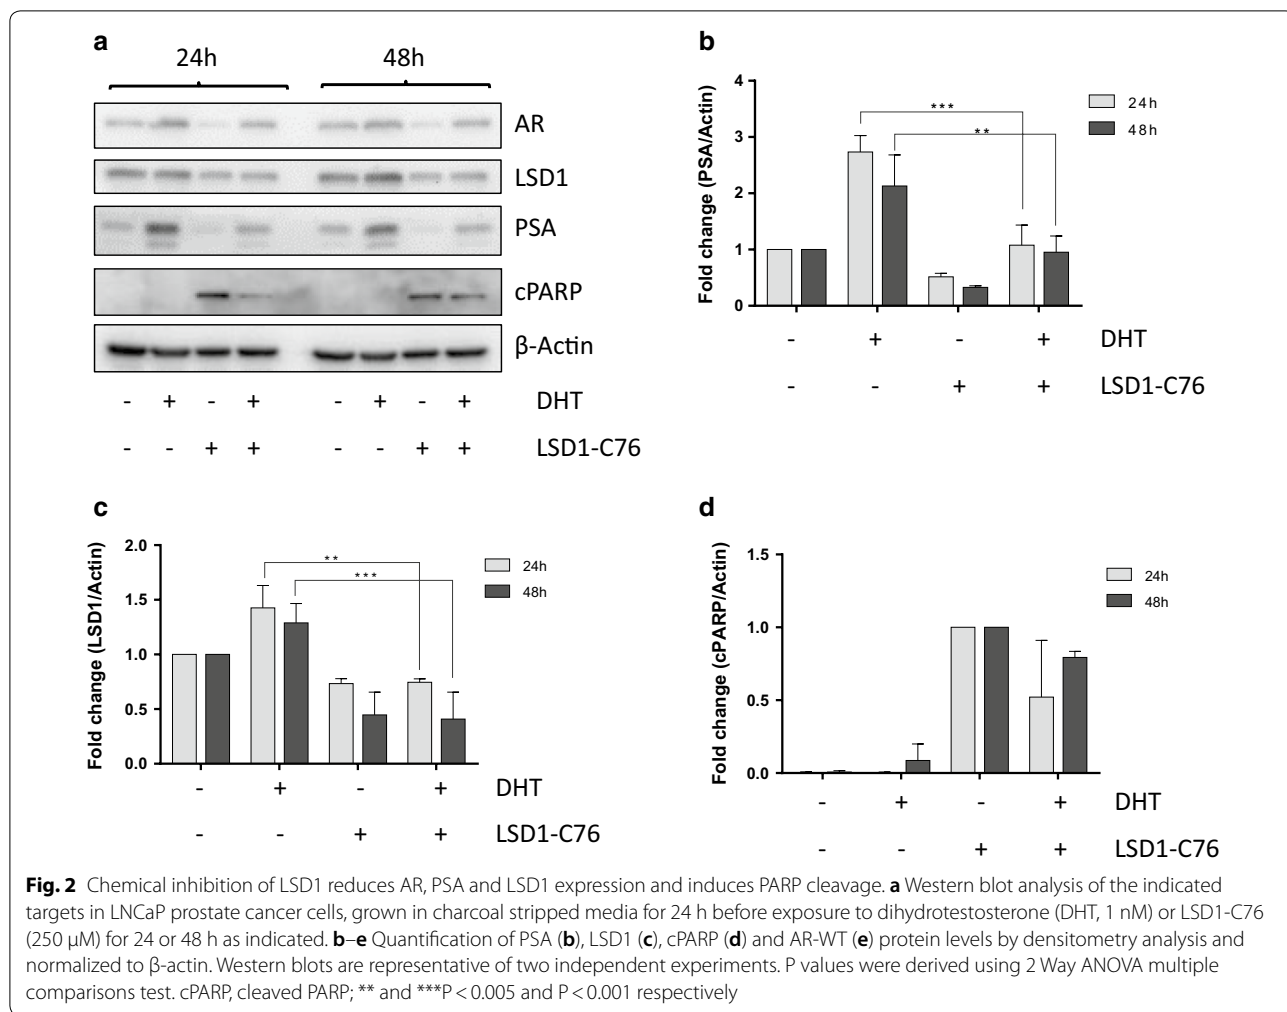 a
24h 48h
AR
LSD1
PSA
cPARP
β-Actin
- + - + - + - + DHT
- - + + - - + + LSD1-C76
b
Fold change (PSA/Actin)
4
3
2
1
0
***
**
24h
48h
- + - + DHT
- - + + LSD1-C76
c
Fold change (LSD1/Actin)
2.0
1.5
1.0
0.5
0.0
**
***
24h
48h
- + - + DHT
- - + + LSD1-C76
d
Fold change (cPARP/Actin)
1.5
1.0
0.5
0.0
24h
48h
- + - + DHT
- - + + LSD1-C76
Fig. 2 Chemical inhibition of LSD1 reduces AR, PSA and LSD1 expression and induces PARP cleavage. a Western blot analysis of the indicated
targets in LNCaP prostate cancer cells, grown in charcoal stripped media for 24 h before exposure to dihydrotestosterone (DHT, 1 nM) or LSD1-C76
(250 μM) for 24 or 48 h as indicated. b–e Quantification of PSA (b), LSD1 (c), cPARP (d) and AR-WT (e) protein levels by densitometry analysis and
normalized to β-actin. Western blots are representative of two independent experiments. P values were derived using 2 Way ANOVA multiple
comparisons test. cPARP, cleaved PARP; ** and ***P < 0.005 and P < 0.001 respectively